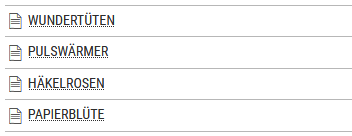 WUNDERTÜTEN
PULSWÄRMER
HÄKELROSEN
PAPIERBLÜTE